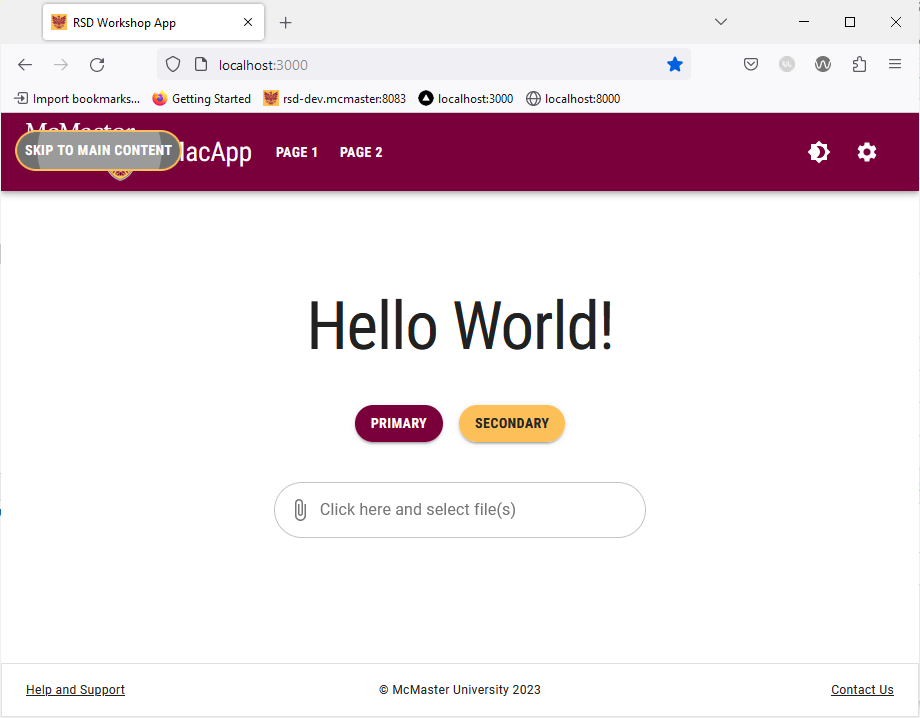 RSD Workshop App
localhost:3000
Import bookmarks... Getting Started rsd-dev.mcmaster:8083 localhost:3000 localhost:8000
McMaster
SKIP TO MAIN CONTENT MacApp PAGE 1 PAGE 2
Hello World!
PRIMARY SECONDARY
Click here and select file(s)
Help and Support © McMaster University 2023 Contact Us